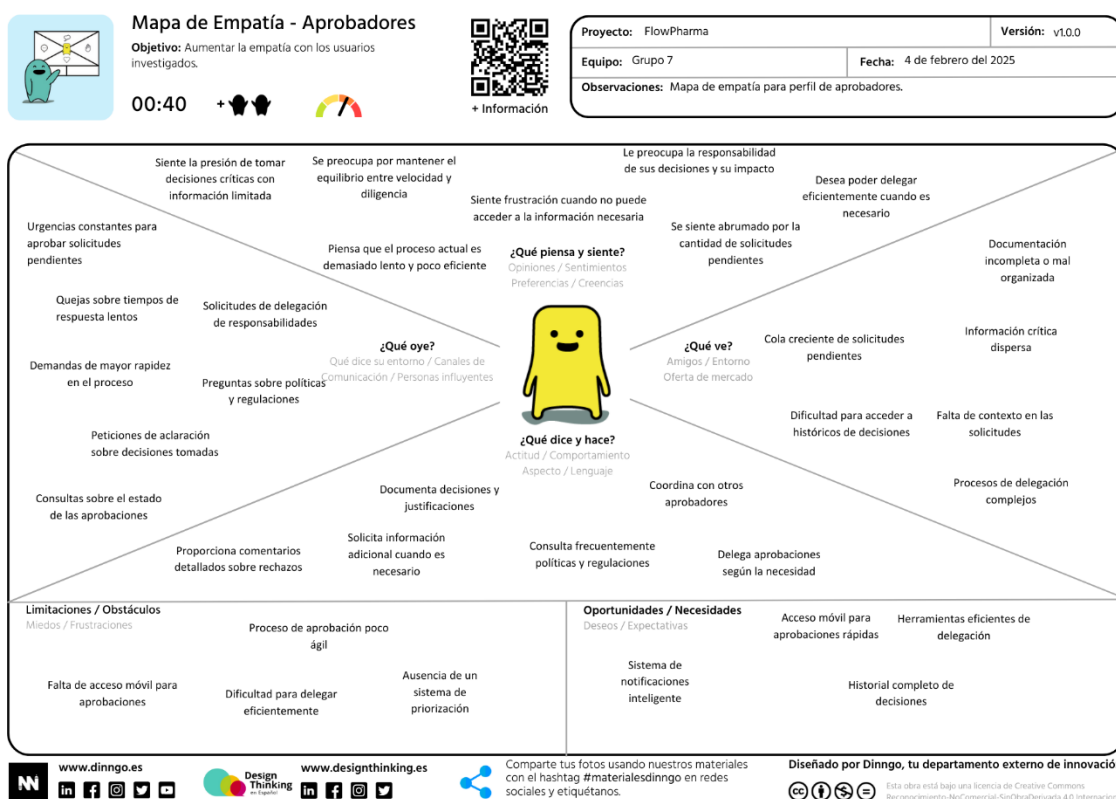 Mapa de Empatía - Aprobadores
Objetivo: Aumentar la empatía con los usuarios
investigados.
00:40
+
+ Información
Proyecto: FlowPharma
Versión: v1.0.0
Equipo: Grupo 7
Fecha: 4 de febrero del 2025
Observaciones: Mapa de empatía para perfil de aprobadores.
Siente la presión de tomar
decisiones críticas con
información limitada
Se preocupa por mantener el
equilibrio entre velocidad y
diligencia
Le preocupa la responsabilidad
de sus decisiones y su impacto
Desea poder delegar
eficientemente cuando es
necesario
Siente frustración cuando no puede
acceder a la información necesaria
Se siente abrumado por la
cantidad de solicitudes
pendientes
Piensa que el proceso actual es
demasiado lento y poco eficiente
¿Qué piensa y siente?
Opiniones / Sentimientos
Preferencias / Creencias
Urgencias constantes para
aprobar solicitudes
pendientes
Quejas sobre tiempos de
respuesta lentos
Solicitudes de delegación
de responsabilidades
¿Qué oye?
Qué dice su entorno / Canales de
Comunicación / Personas influyentes
Demandas de mayor rapidez
en el proceso
Preguntas sobre políticas
y regulaciones
Peticiones de aclaración
sobre decisiones tomadas
Consultas sobre el estado
de las aprobaciones
¿Qué ve?
Amigos / Entorno
Oferta de mercado
Documentación
incompleta o mal
organizada
Cola creciente de solicitudes
pendientes
Información crítica
dispersa
Dificultad para acceder a
históricos de decisiones
Falta de contexto en las
solicitudes
Procesos de delegación
complejos
¿Qué dice y hace?
Actitud / Comportamiento
Aspecto / Lenguaje
Documenta decisiones y
justificaciones
Coordina con otros
aprobadores
Proporciona comentarios
detallados sobre rechazos
Solicita información
adicional cuando es
necesario
Consulta frecuentemente
políticas y regulaciones
Delega aprobaciones
según la necesidad
Limitaciones / Obstáculos
Miedos / Frustraciones
Proceso de aprobación poco
ágil
Falta de acceso móvil para
aprobaciones
Dificultad para delegar
eficientemente
Ausencia de un
sistema de
priorización
Oportunidades / Necesidades
Deseos / Expectativas
Acceso móvil para
aprobaciones rápidas
Herramientas eficientes de
delegación
Sistema de
notificaciones
inteligente
Historial completo de
decisiones
www.dinngo.es
Design
Thinking
en Español
www.designthinking.es
Comparte tus fotos usando nuestros materiales
con el hashtag #materialesdinngo en redes
sociales y etiquétanos.
Diseñado por Dinngo, tu departamento externo de innovació
Esta obra está bajo una licencia de Creative Commons
Reconocimiento-NoComercial-SinObraDerivada 4.0 Internacion